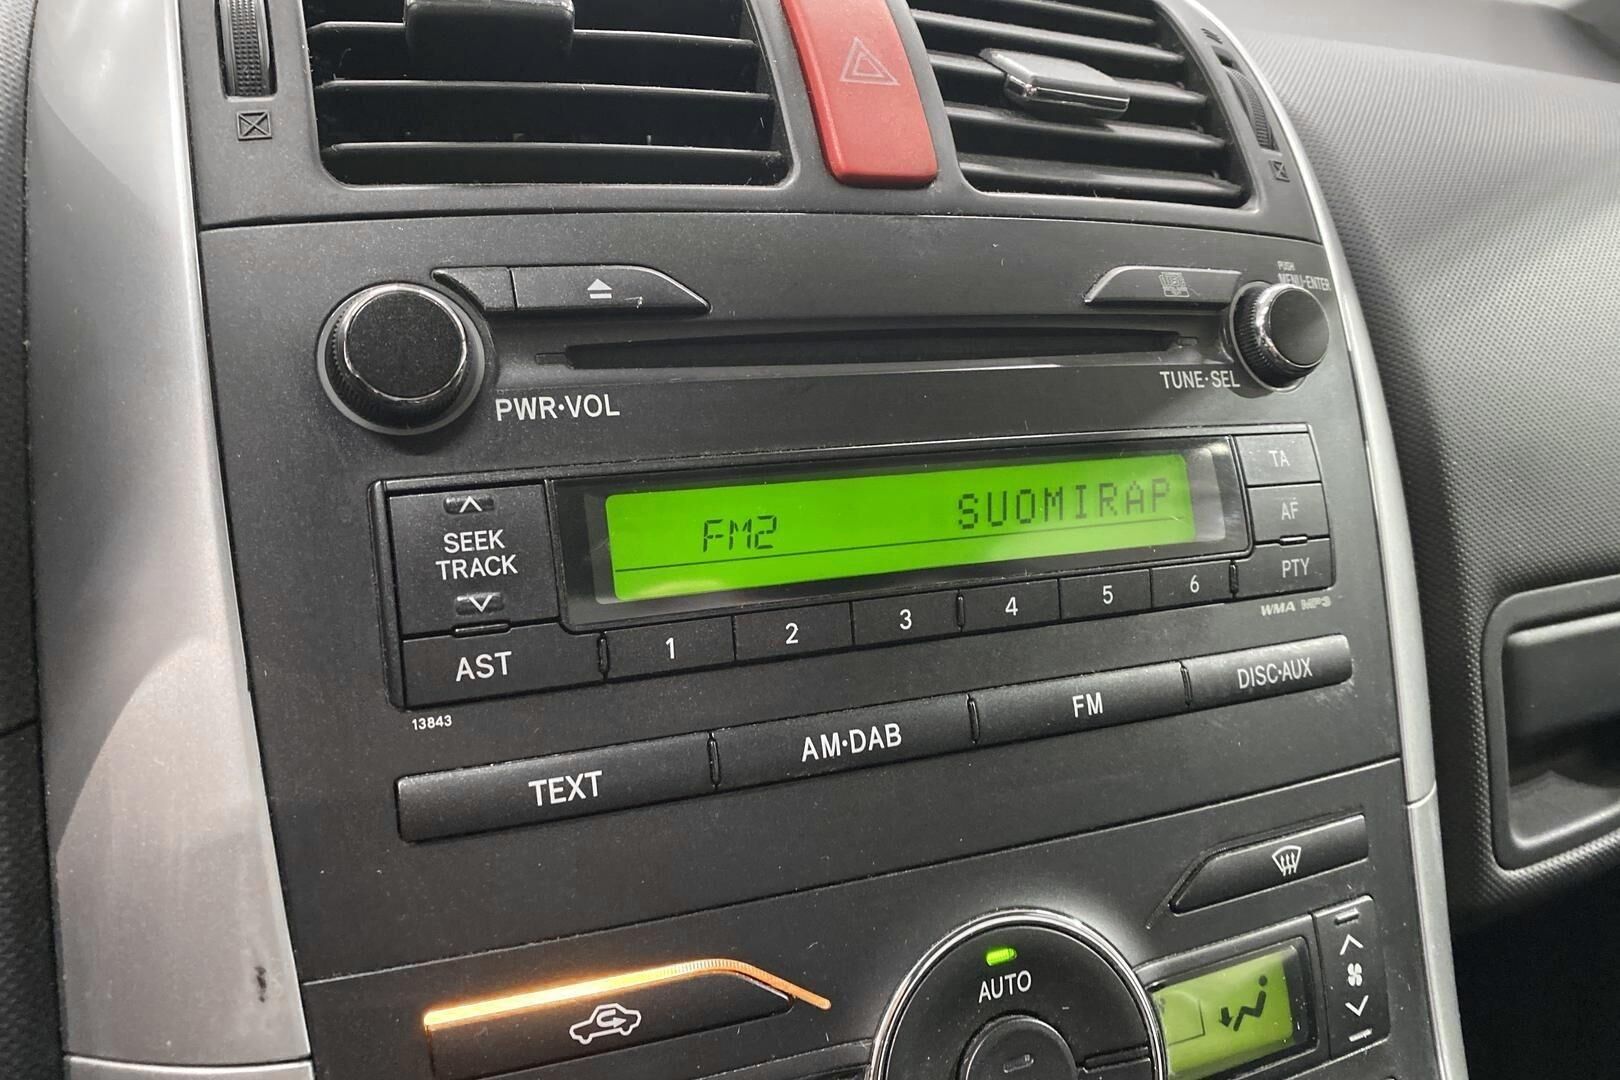 PUSH
MENU-ENTER
PWR•VOL
TUNE•SEL
SEEK
TRACK
FM2
SUOMIRAP
TA
AF
PTY
WMA MP3
AST
1
2
3
4
5
6
13843
TEXT
AM•DAB
FM
DISC•AUX
AUTO